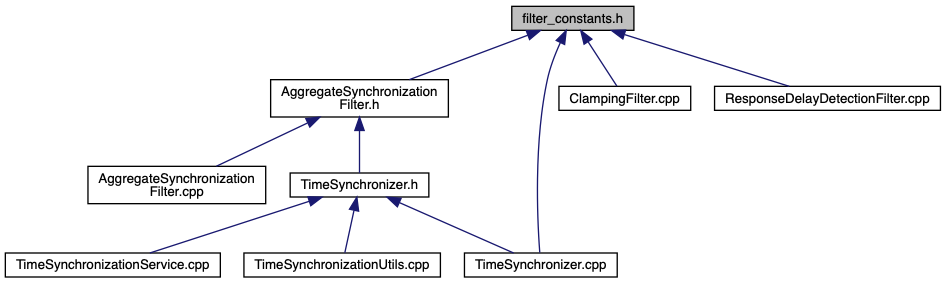 filter_constants.h
AggregateSynchronization
Filter.h
ClampingFilter.cpp
ResponseDelayDetectionFilter.cpp
AggregateSynchronization
Filter.cpp
TimeSynchronizer.h
TimeSynchronizationService.cpp
TimeSynchronizationUtils.cpp
TimeSynchronizer.cpp